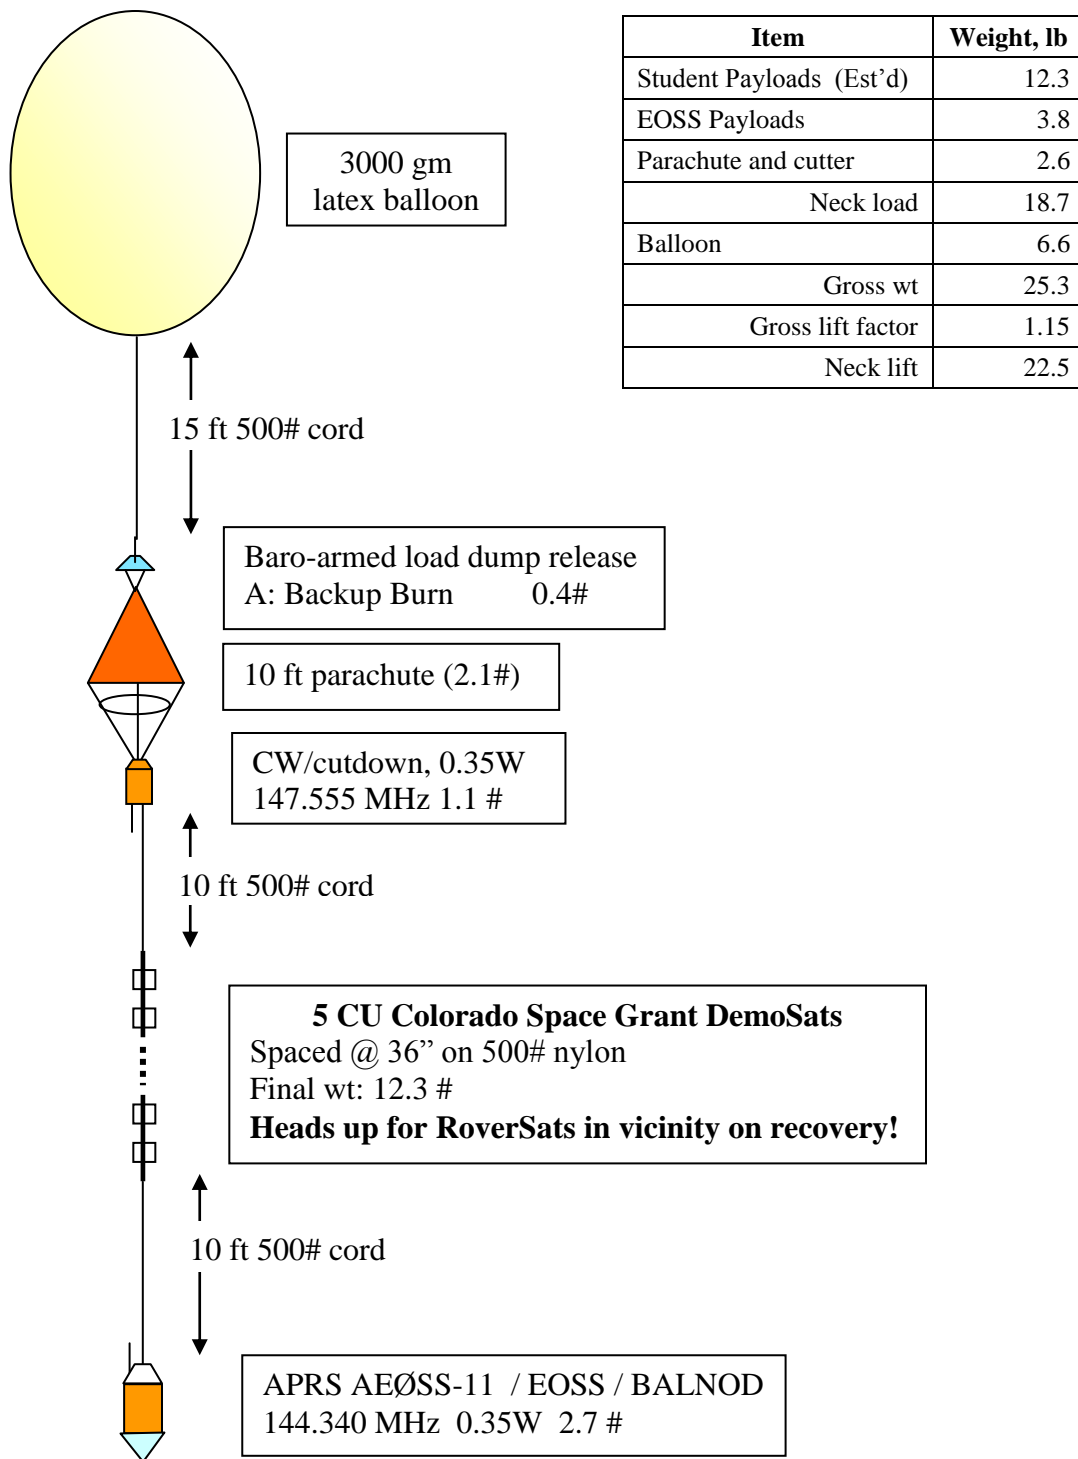 Item Weight, lb
Student Payloads (Est’d) 12.3
EOSS Payloads 3.8
Parachute and cutter 2.6
Neck load 18.7
Balloon 6.6
Gross wt 25.3
Gross lift factor 1.15
Neck lift 22.5
3000 gm
latex balloon
15 ft 500# cord
Baro-armed load dump release
A: Backup Burn 0.4#
10 ft parachute (2.1#)
CW/cutdown, 0.35W
147.555 MHz 1.1 #
10 ft 500# cord
5 CU Colorado Space Grant DemoSats
Spaced @ 36” on 500# nylon
Final wt: 12.3 #
Heads up for RoverSats in vicinity on recovery!
10 ft 500# cord
APRS AEØSS-11 / EOSS / BALNOD
144.340 MHz 0.35W 2.7 #